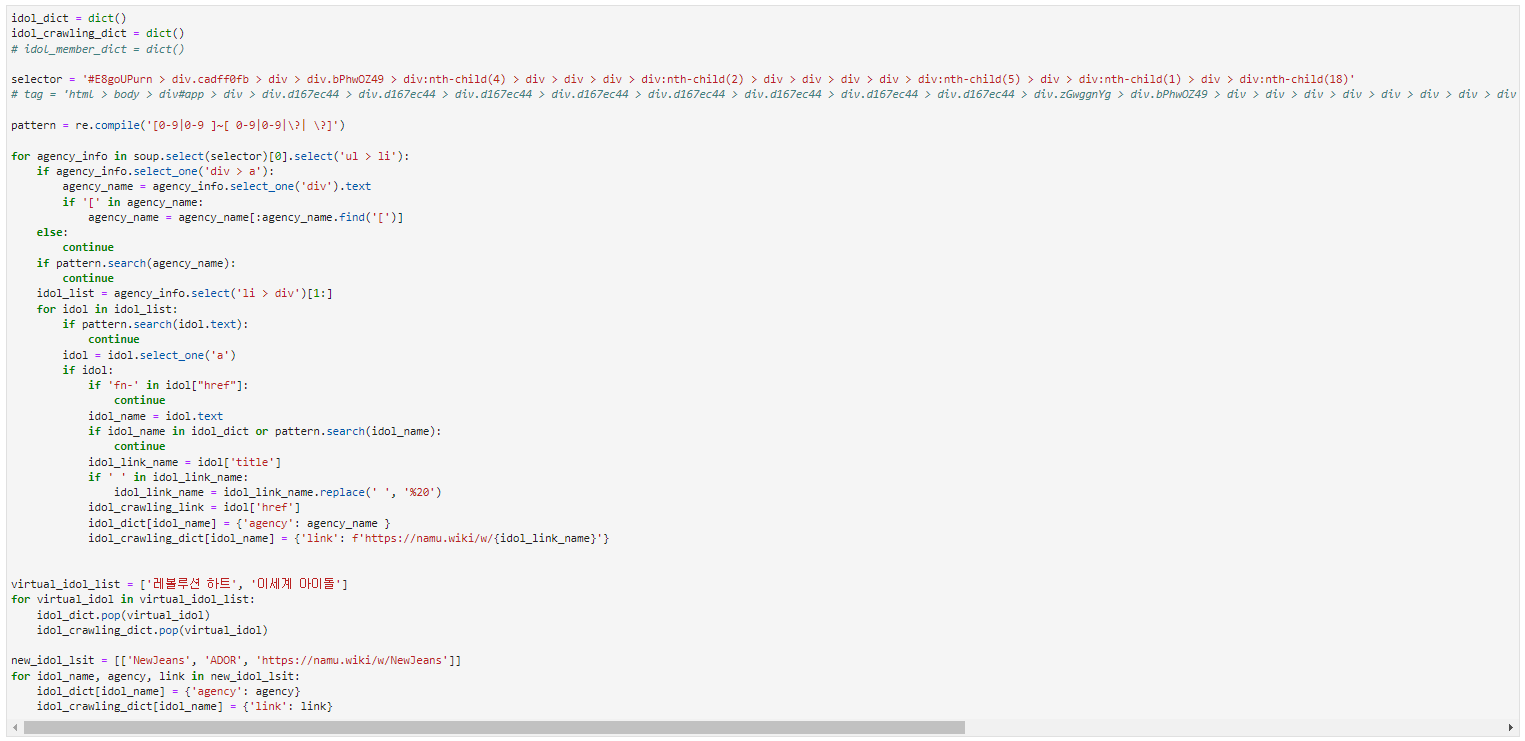 idol_dict = dict()
idol_crawling_dict = dict()
# idol_member_dict = dict()

selector = '#E8goUPurn > div.cadff0fb > div > div.bPhwOZ49 > div:nth-child(4) > div > div > div > div:nth-child(2) > div > div > div > div > div:nth-child(5) > div > div:nth-child(1) > div > div:nth-child(18)'
# tag = 'html > body > div#app > div > div.d167ec44 > div.d167ec44 > div.d167ec44 > div.d167ec44 > div.d167ec44 > div.d167ec44 > div.d167ec44 > div.zGwggnYg > div.bPhwOZ49 > div > div > div > div > div > div > div > div

pattern = re.compile('[0-9|0-9 ]~[ 0-9|0-9|\?| \?]')

for agency_info in soup.select(selector)[0].select('ul > li'):
    if agency_info.select_one('div > a'):
        agency_name = agency_info.select_one('div').text
        if '[' in agency_name:
            agency_name = agency_name[:agency_name.find('[')]
    else:
        continue
    if pattern.search(agency_name):
        continue
    idol_list = agency_info.select('li > div')[1:]
    for idol in idol_list:
        if pattern.search(idol.text):
            continue
        idol = idol.select_one('a')
        if idol:
            if 'fn-' in idol["href"]:
                continue
            idol_name = idol.text
            if idol_name in idol_dict or pattern.search(idol_name):
                continue
            idol_link_name = idol['title']
            if ' ' in idol_link_name:
                idol_link_name = idol_link_name.replace(' ', '%20')
            idol_crawling_link = idol['href']
            idol_dict[idol_name] = {'agency': agency_name }
            idol_crawling_dict[idol_name] = {'link': f'https://namu.wiki/w/{idol_link_name}'}

virtual_idol_list = ['레볼루션 하트', '이세계 아이돌']
for virtual_idol in virtual_idol_list:
    idol_dict.pop(virtual_idol)
    idol_crawling_dict.pop(virtual_idol)

new_idol_lsit = [['NewJeans', 'ADOR', 'https://namu.wiki/w/NewJeans']]
for idol_name, agency, link in new_idol_lsit:
    idol_dict[idol_name] = {'agency': agency}
    idol_crawling_dict[idol_name] = {'link': link}